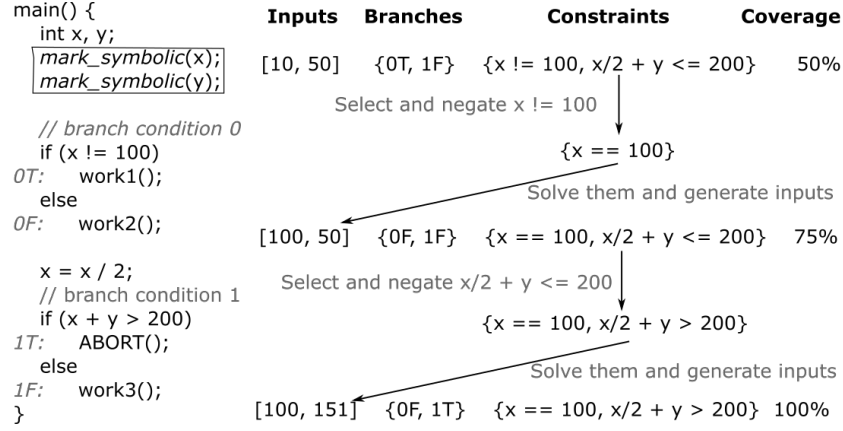 main() {
int x, y;
mark_symbolic(x);
mark_symbolic(y);
// branch condition 0
if (x != 100)
0T: work1();
else
0F: work2();
x = x / 2;
// branch condition 1
if (x + y > 200)
1T: ABORT();
else
1F: work3();
}
Inputs Branches Constraints Coverage
[10, 50] {0T, 1F} {x != 100, x/2 + y <= 200} 50%
Select and negate x != 100
{x == 100}
Solve them and generate inputs
[100, 50] {0F, 1F} {x == 100, x/2 + y <= 200} 75%
Select and negate x/2 + y <= 200
{x == 100, x/2 + y > 200}
Solve them and generate inputs
[100, 151] {0F, 1T} {x == 100, x/2 + y > 200} 100%